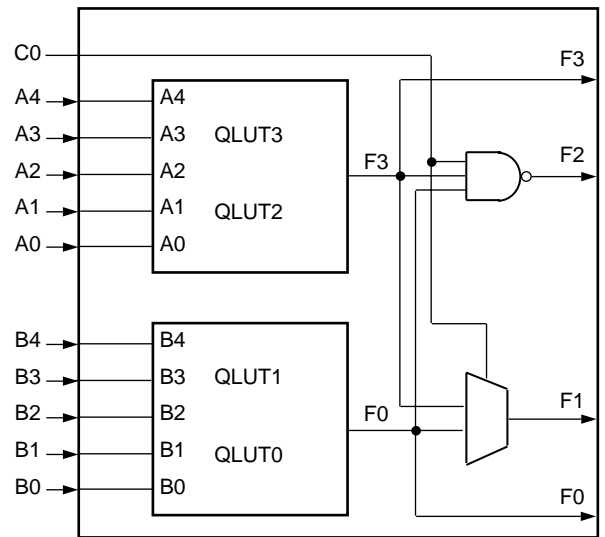 C0
F3
A4
A4
A3
A3
QLUT3
F2
A2
A2
F3
A1
A1
QLUT2
A0
A0
B4
B4
B3
B3
QLUT1
F1
B2
B2
F0
B1
B1
QLUT0
B0
B0
F0